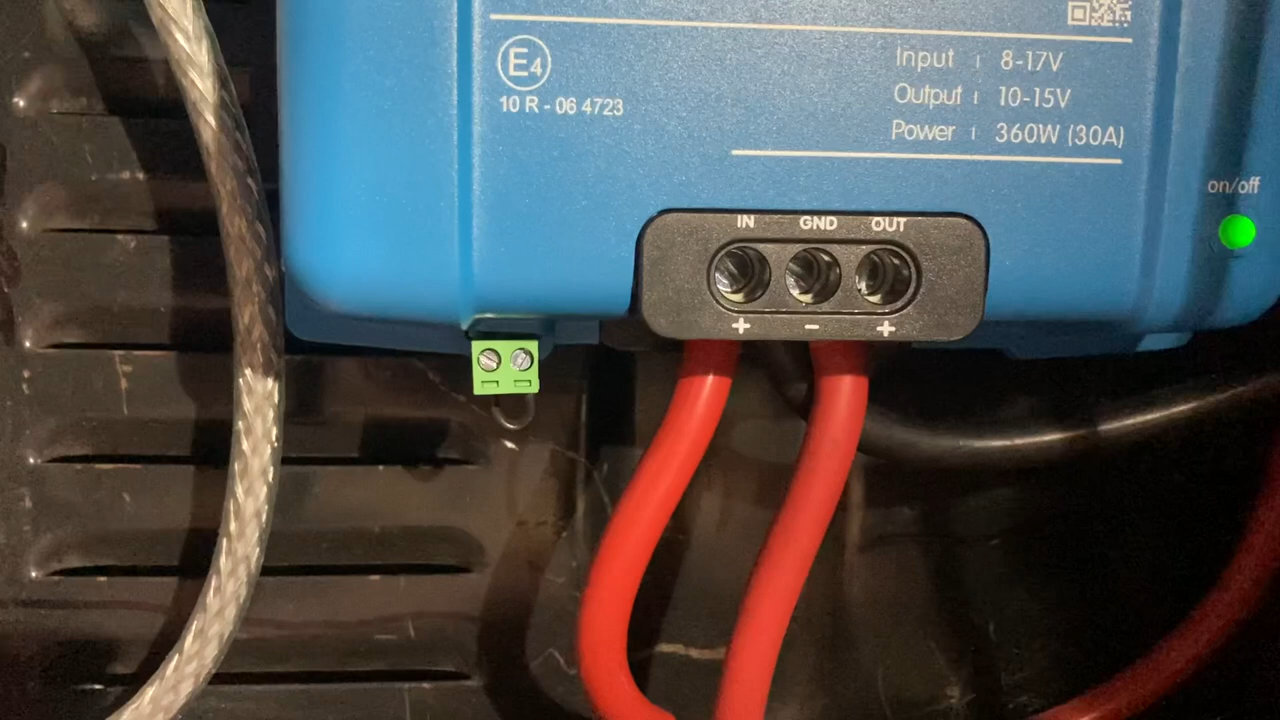 E4
10 R - 06 4723
Input : 8-17V
Output : 10-15V
Power : 360W (30A)
on/off
IN GND OUT
+ - +